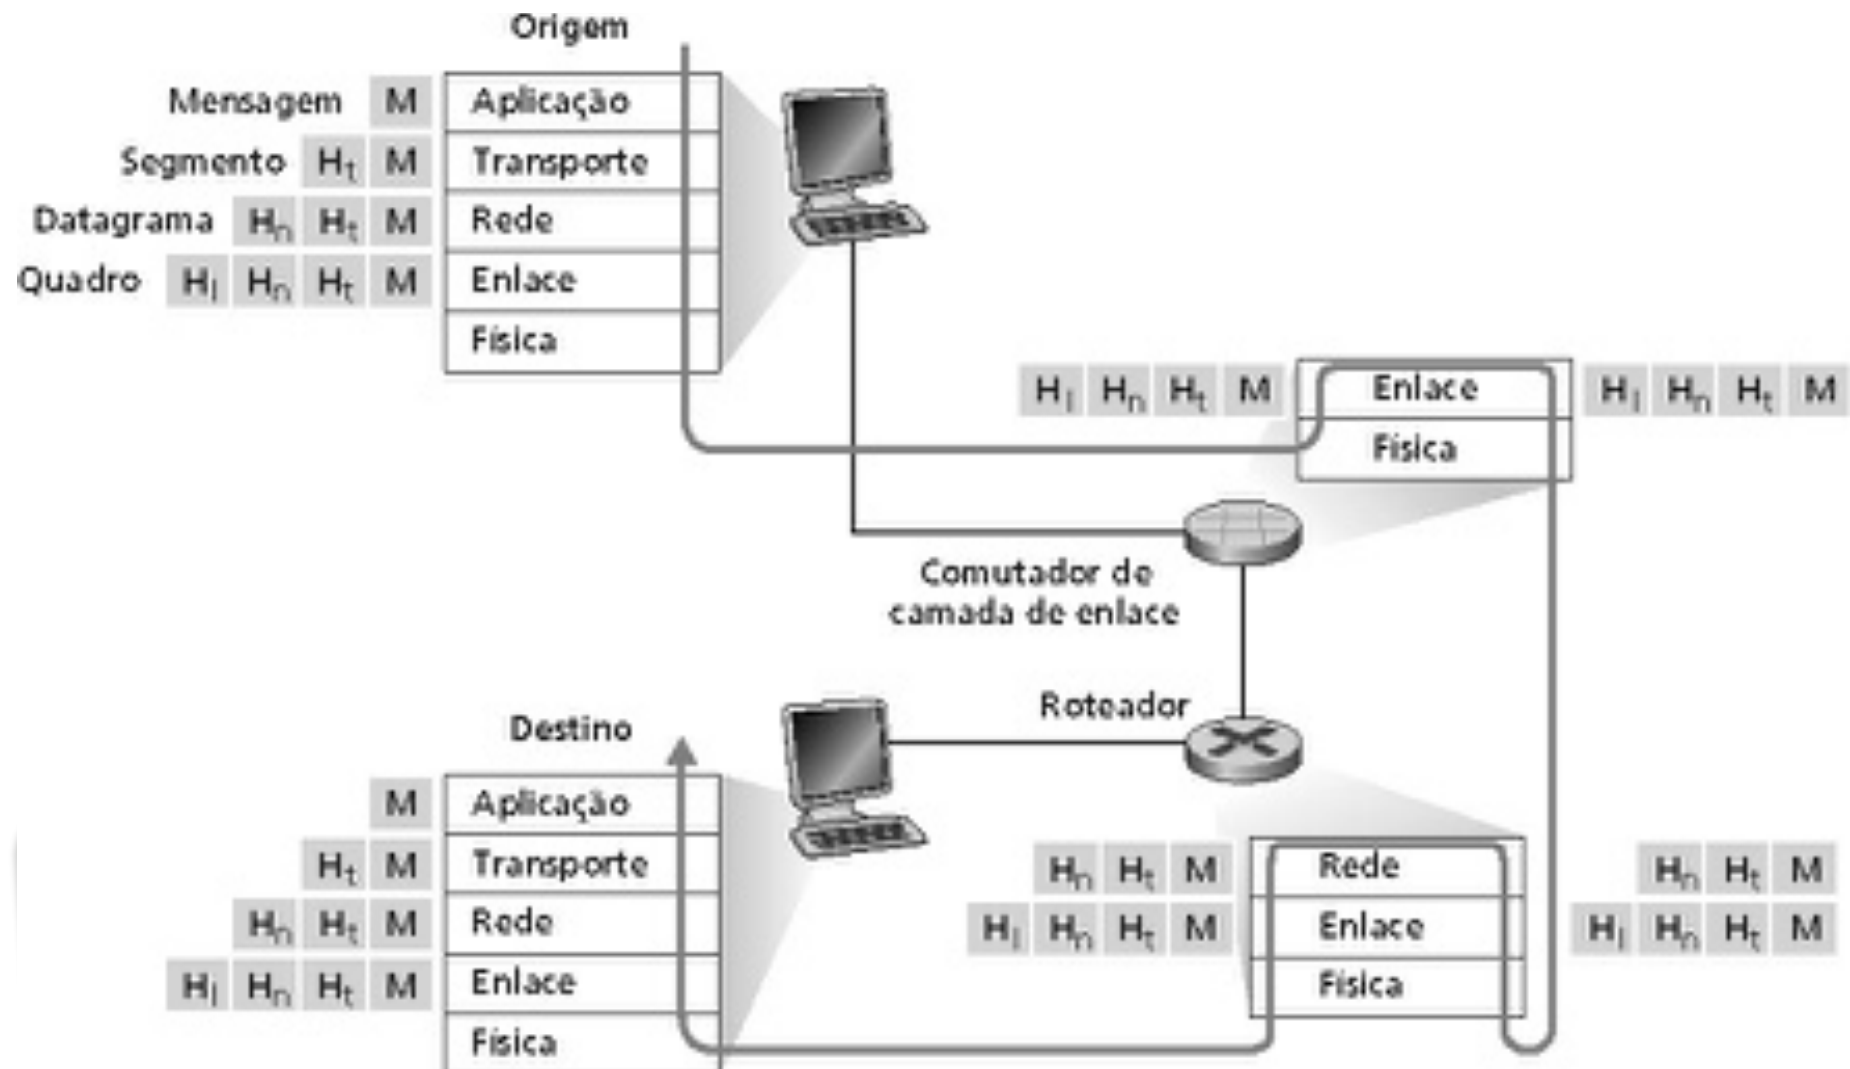 Origem
Mensagem M Aplicação
Segmento Ht M Transporte
Datagrama Hn Ht M Rede
Quadro Hl Hn Ht M Enlace
Física
Hl Hn Ht M Enlace Hl Hn Ht M
Física
Comutador de
camada de enlace
Roteador
Destino
M Aplicação
Ht M Transporte
Hn Ht M Rede
Hl Hn Ht M Enlace
Física
Hn Ht M Rede Hn Ht M
Hl Hn Ht M Enlace Hl Hn Ht M
Física